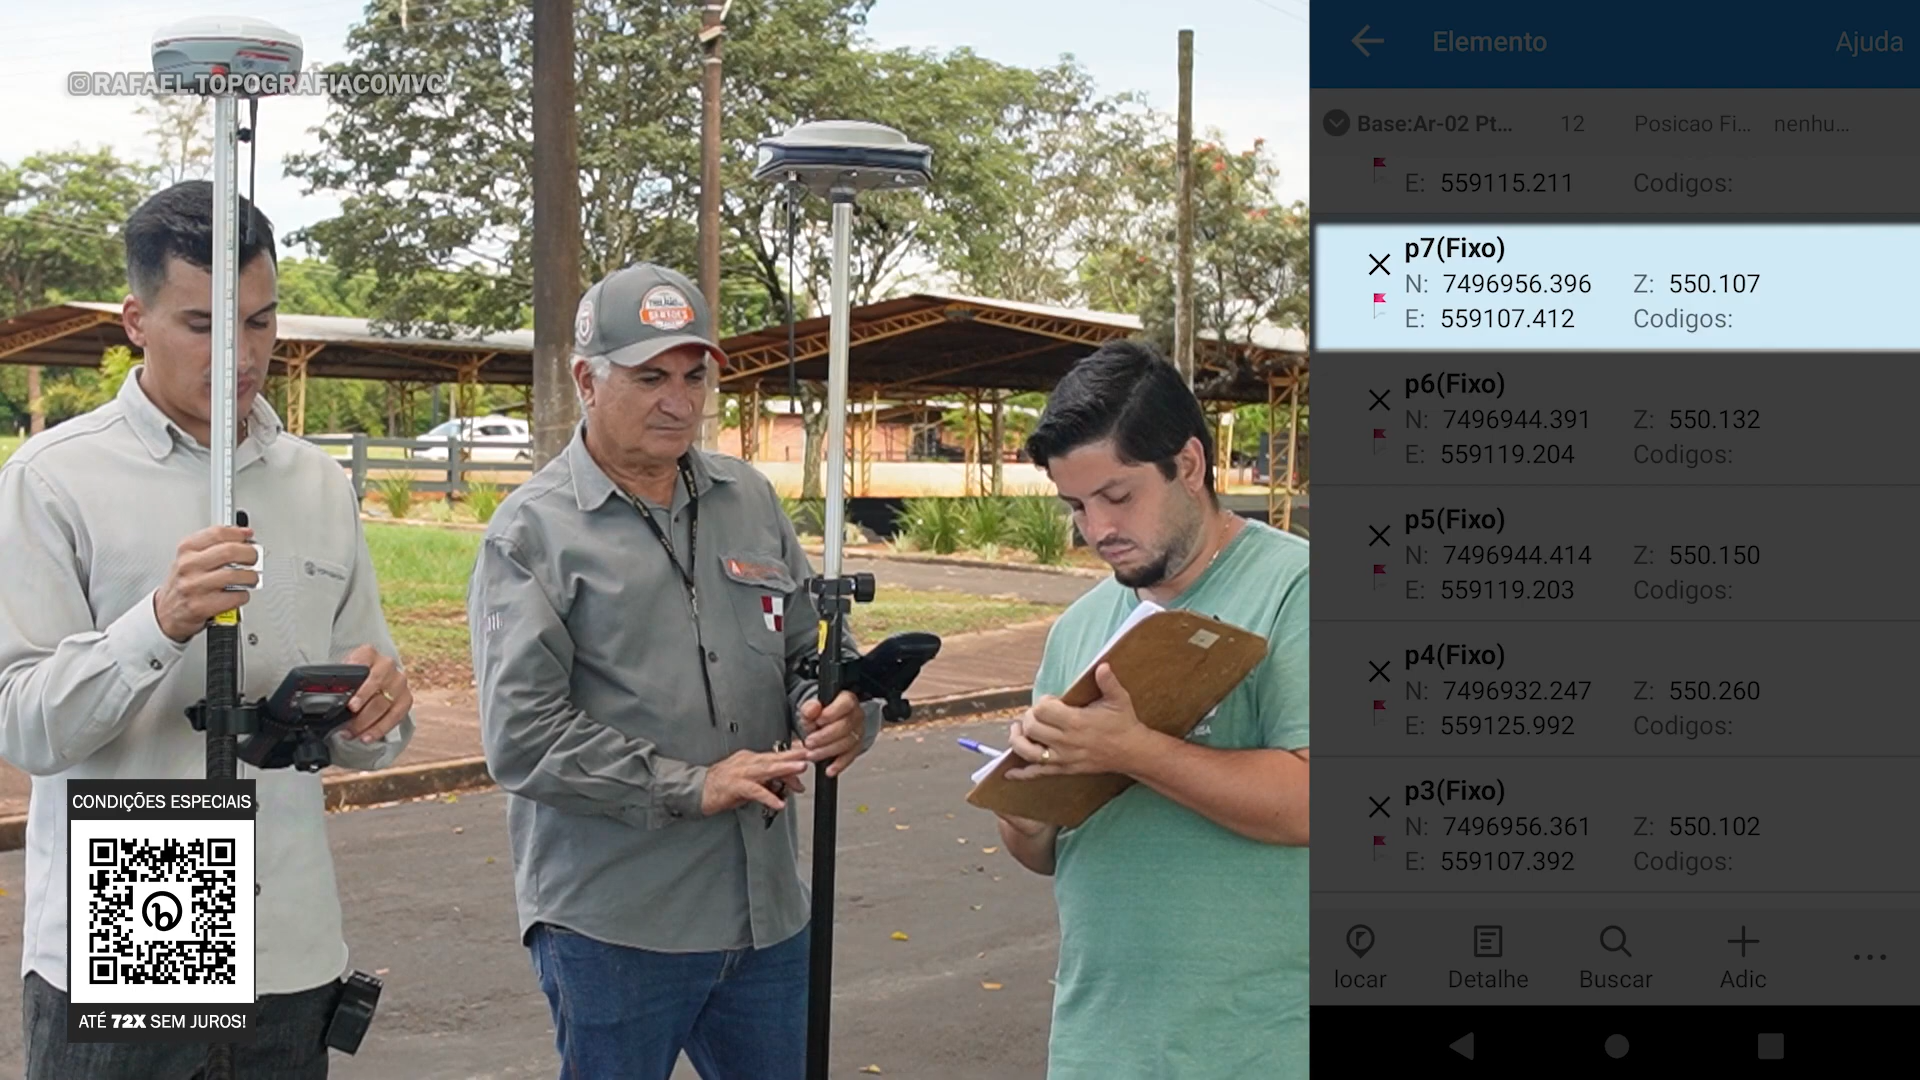 @RAFAEL.TOPOGRAFIACOMVC
CONDIÇÕES ESPECIAIS
ATÉ 72X SEM JUROS!
Elemento
Ajuda
Base:Ar-02 Pt... 12 Posicao Fi... nenhu...
E: 559115.211 Codigos:
p7(Fixo)
N: 7496956.396 Z: 550.107
E: 559107.412 Codigos:
p6(Fixo)
N: 7496944.391 Z: 550.132
E: 559119.204 Codigos:
p5(Fixo)
N: 7496944.414 Z: 550.150
E: 559119.203 Codigos:
p4(Fixo)
N: 7496932.247 Z: 550.260
E: 559125.992 Codigos:
p3(Fixo)
N: 7496956.361 Z: 550.102
E: 559107.392 Codigos:
locar
Detalhe
Buscar
Adic
...